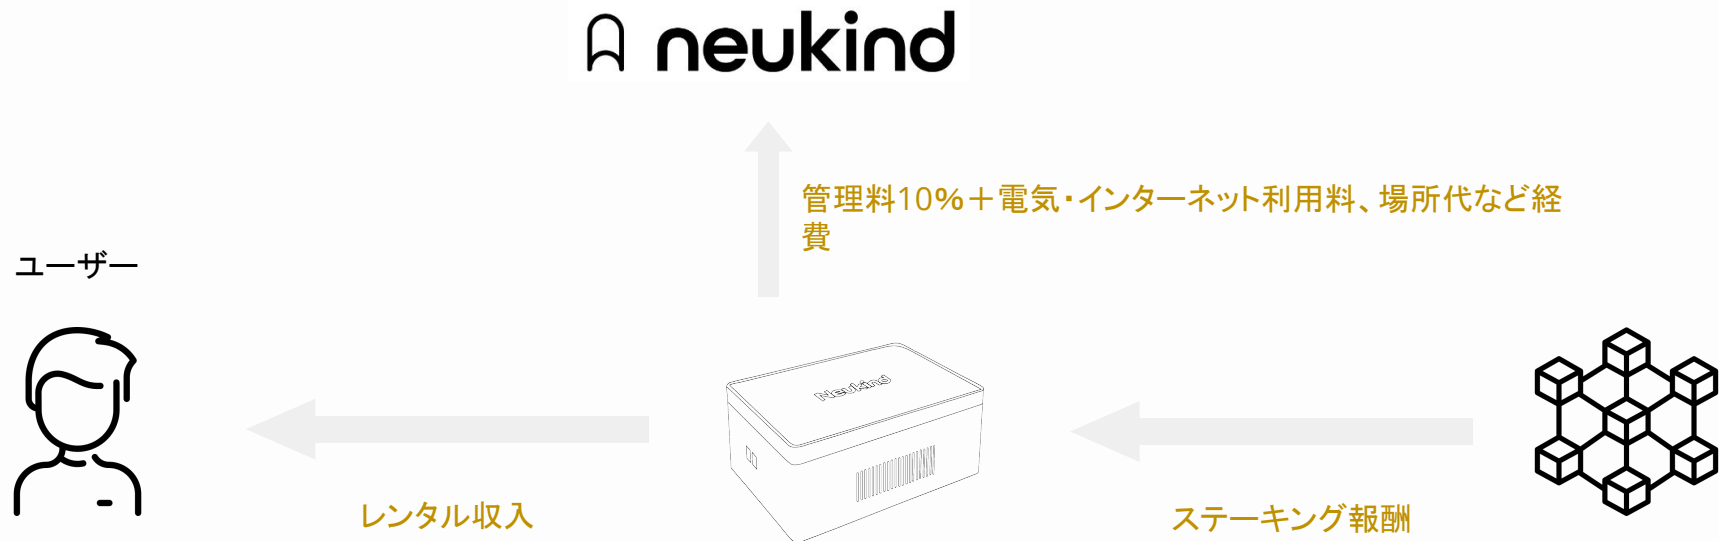 neukind
管理料10%＋電気・インターネット利用料、場所代など経
費
ユーザー
Neukind
レンタル収入
ステーキング報酬